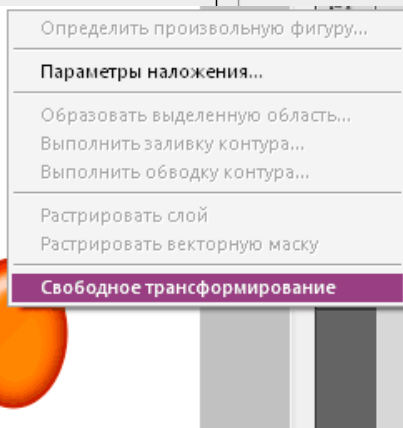 Определить произвольную фигуру...
Параметры наложения...
Образовать выделенную область...
Выполнить заливку контура...
Выполнить обводку контура...
Растрировать слой
Растрировать векторную маску
Свободное трансформирование